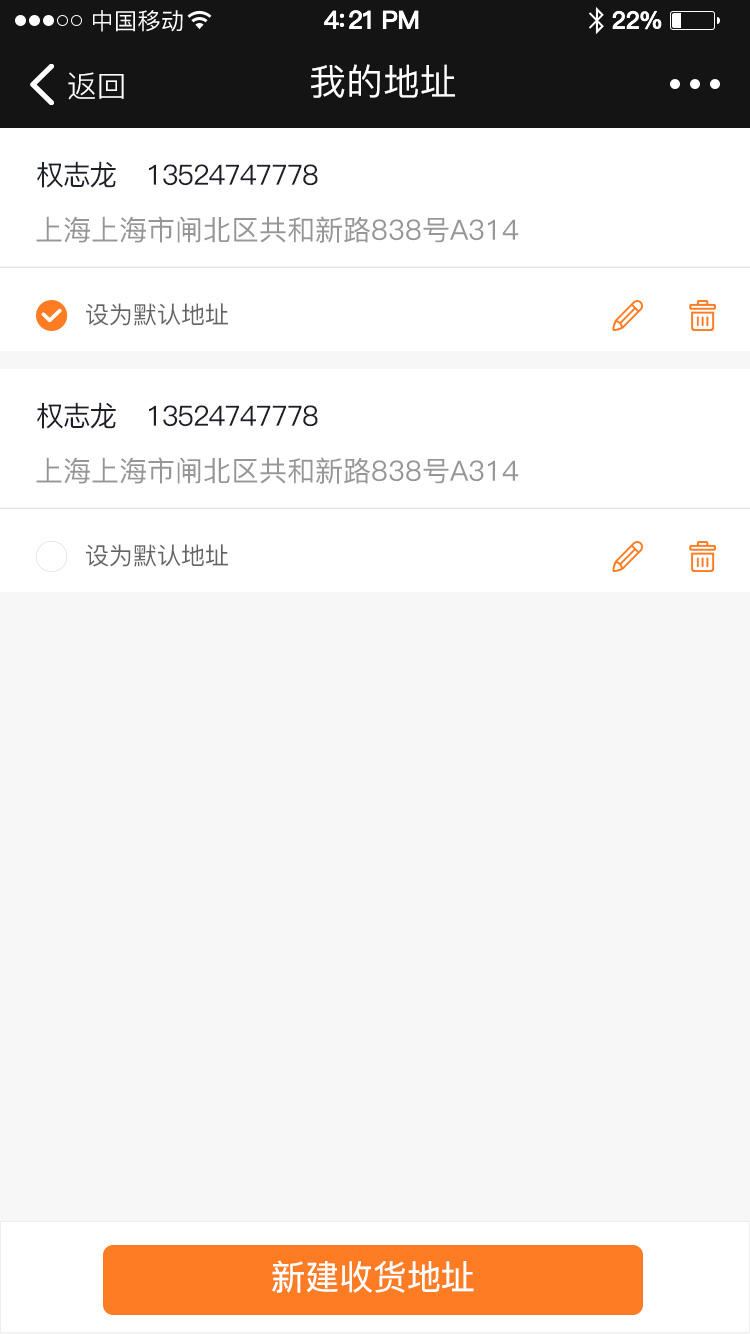 中国移动 4:21 PM 22%
返回 我的地址
权志龙 13524747778
上海上海市闸北区共和新路838号A314
设为默认地址
权志龙 13524747778
上海上海市闸北区共和新路838号A314
设为默认地址
新建收货地址